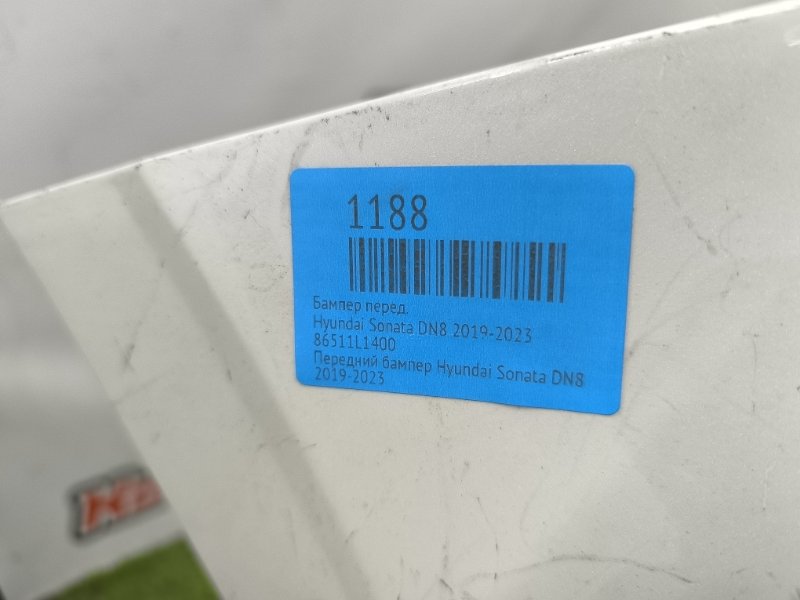 1188
Бампер перед.
Hyundai Sonata DN8 2019-2023
86511L1400
Передний бампер Hyundai Sonata DN8
2019-2023